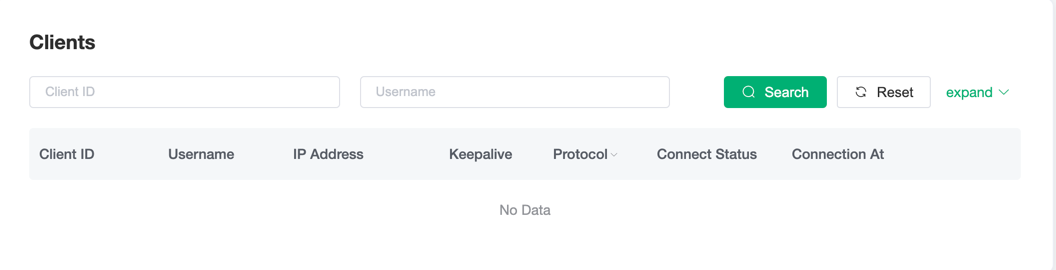 Clients
Client ID Username Search Reset expand
Client ID Username IP Address Keepalive Protocol Connect Status Connection At
No Data